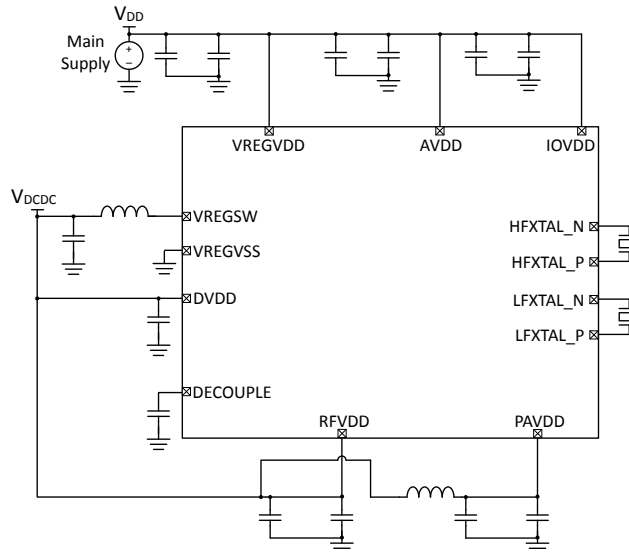 VDD
Main
Supply
+
−
VREGVDD
AVDD
IOVDD
VDCDC
VREGSW
HFXTAL_N
VREGVSS
HFXTAL_P
DVDD
LFXTAL_N
LFXTAL_P
DECOUPLE
RFVDD
PAVDD